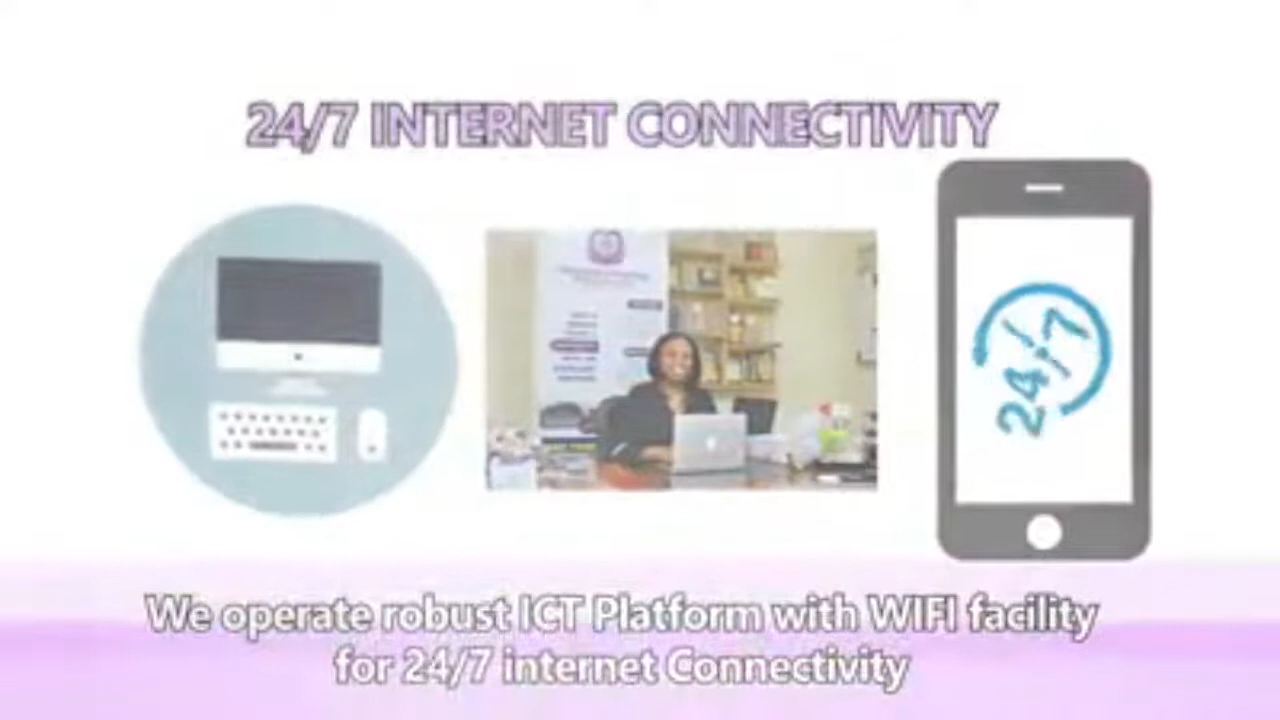 24/7 INTERNET CONNECTIVITY
24/7
We operate robust ICT Platform with WIFI facility
for 24/7 internet Connectivity